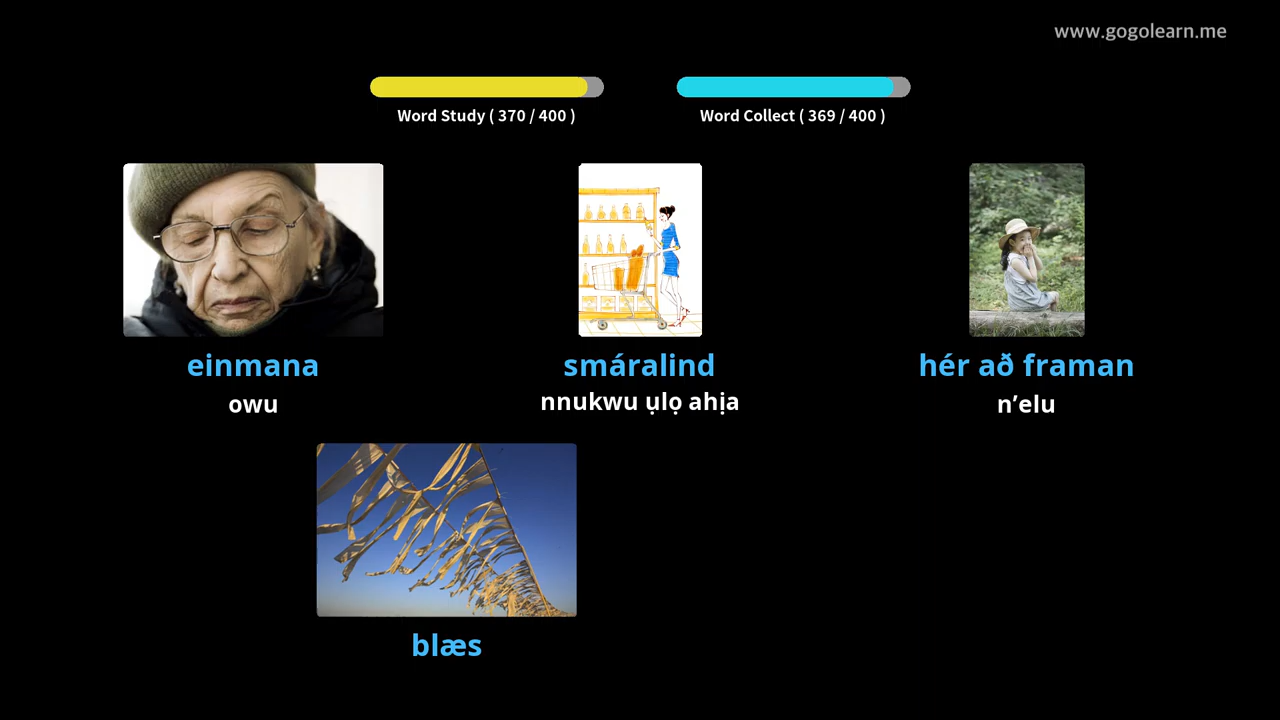 www.gogolearn.me
Word Study ( 370 / 400 )
Word Collect ( 369 / 400 )
einmana
owu
smáralind
nnukwu ụlọ ahịa
hér að framan
n’elu
blæs